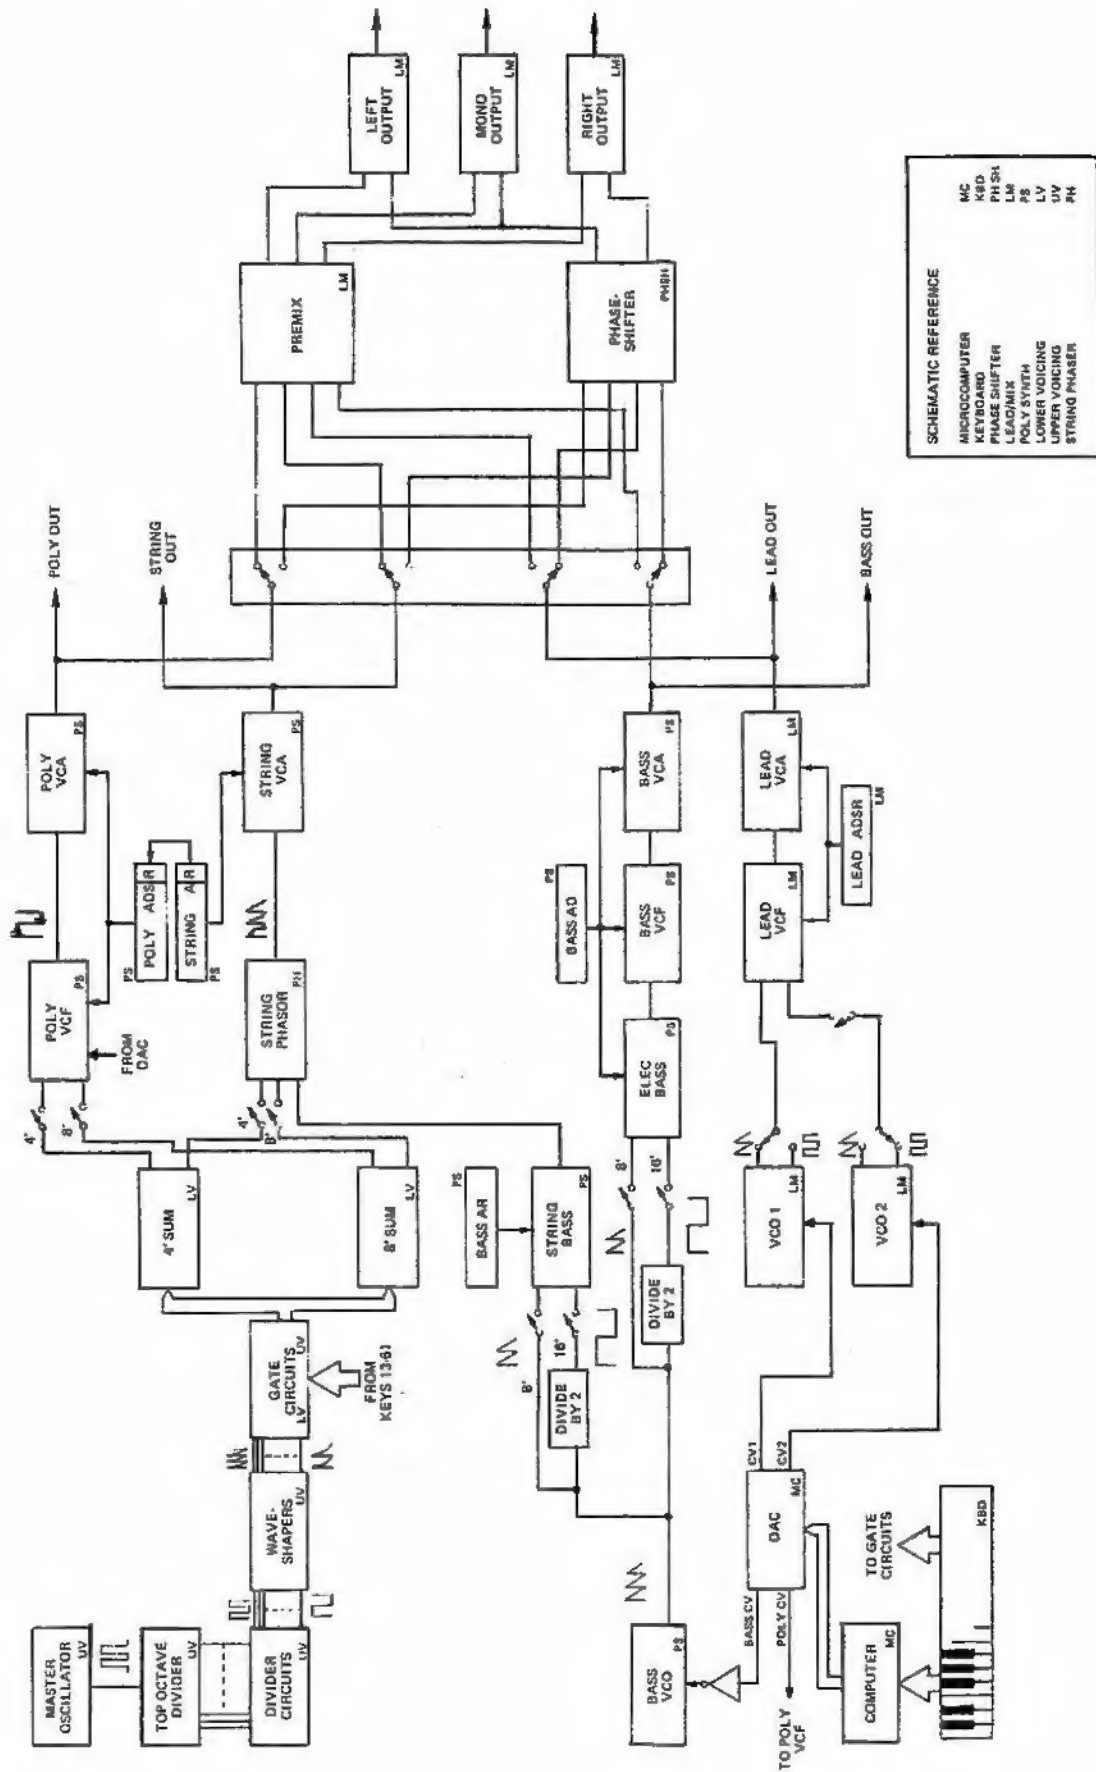 MASTER
OSCILLATOR
UV
TOP OCTAVE
DIVIDER
UV
DIVIDER
CIRCUITS
UV
WAVE-
SHAPERS
UV
GATE
CIRCUITS
LV
UV
FROM
KEYS 13-61
4' SUM
LV
8' SUM
LV
4'
8'
4'
8'
POLY
VCF
PS
FROM
DAC
POLY
VCA
PS
PS
POLY ADSR
STRING A R
PS
STRING
PHASOR
PH
STRING
VCA
PS
POLY OUT
STRING
OUT
BASS AR
PS
STRING
BASS
PS
8'
16'
DIVIDE
BY 2
BASS
VCO
PS
8'
16'
DIVIDE
BY 2
ELEC
BASS
PS
BASS AD
PS
BASS
VCF
PS
BASS
VCA
PS
VCO 1
LM
VCO 2
LM
LEAD
VCF
LM
LEAD
VCA
LM
LEAD ADSR
LM
LEAD OUT
BASS OUT
BASS CV
POLY CV
TO POLY
VCF
DAC
MC
CV1
CV2
COMPUTER
MC
TO GATE
CIRCUITS
KBD
PREMIX
LM
PHASE-
SHIFTER
PHSH
LEFT
OUTPUT
LM
MONO
OUTPUT
LM
RIGHT
OUTPUT
LM
SCHEMATIC REFERENCE
MICROCOMPUTER MC
KEYBOARD KBD
PHASE SHIFTER PH SH
LEAD/MIX LM
POLY SYNTH PS
LOWER VOICING LV
UPPER VOICING UV
STRING PHASER PH